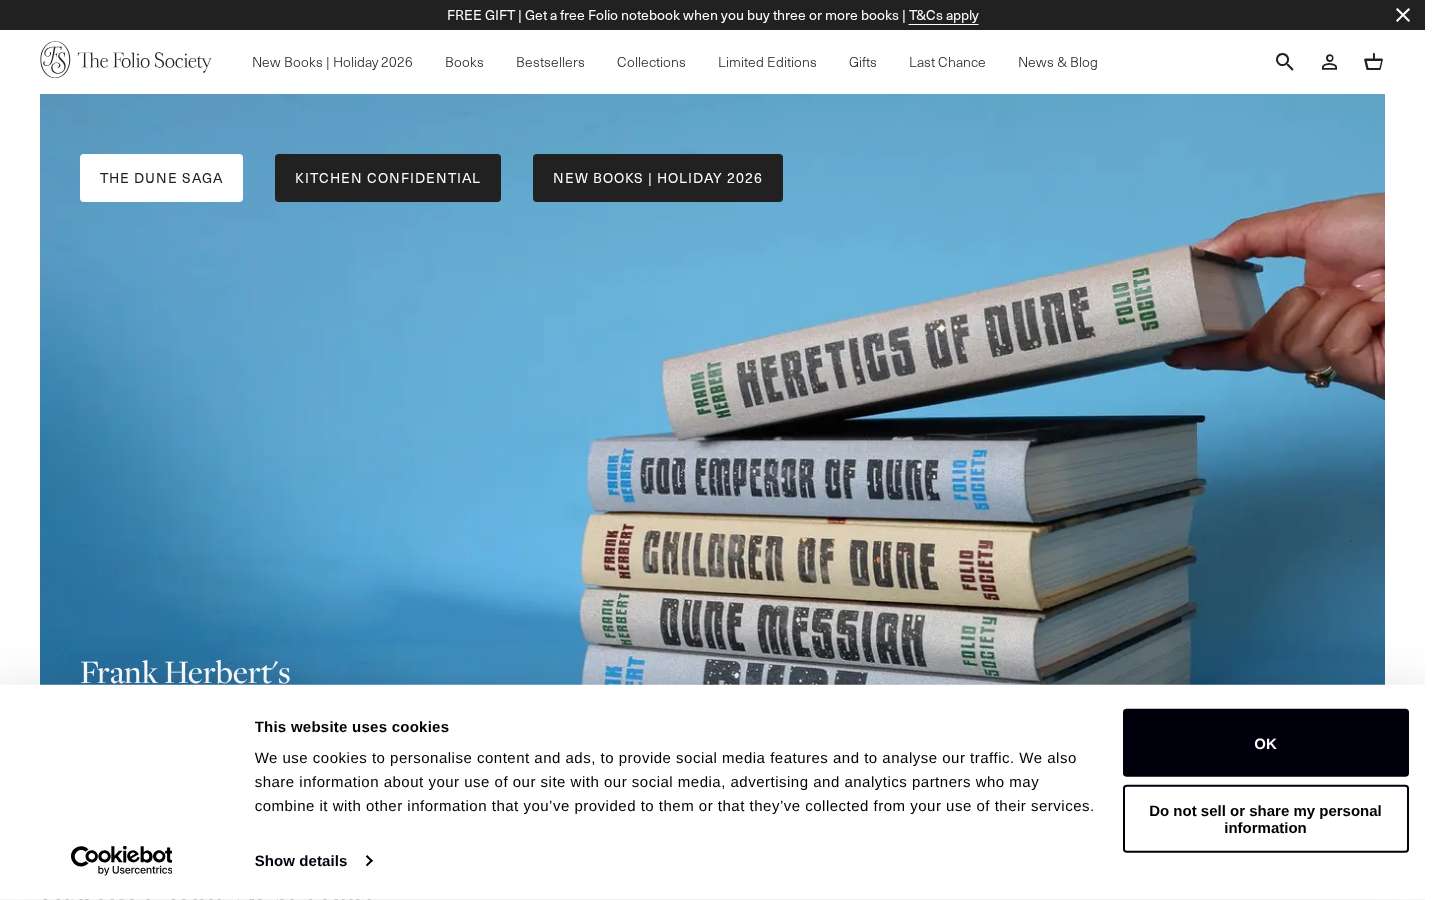 FREE GIFT | Get a free Folio notebook when you buy three or more books | T&Cs apply
FS The Folio Society
New Books | Holiday 2026
Books
Bestsellers
Collections
Limited Editions
Gifts
Last Chance
News & Blog
THE DUNE SAGA
KITCHEN CONFIDENTIAL
NEW BOOKS | HOLIDAY 2026
FRANK HERBERT HERETICS OF DUNE FOLIO SOCIETY
FRANK HERBERT GOD EMPEROR OF DUNE FOLIO SOCIETY
FRANK HERBERT CHILDREN OF DUNE FOLIO SOCIETY
FRANK HERBERT DUNE MESSIAH FOLIO SOCIETY
Frank Herbert's
This website uses cookies
We use cookies to personalise content and ads, to provide social media features and to analyse our traffic. We also
share information about your use of our site with our social media, advertising and analytics partners who may
combine it with other information that you've provided to them or that they've collected from your use of their services.
Show details
OK
Do not sell or share my personal
information
Cookiebot
by Usercentrics